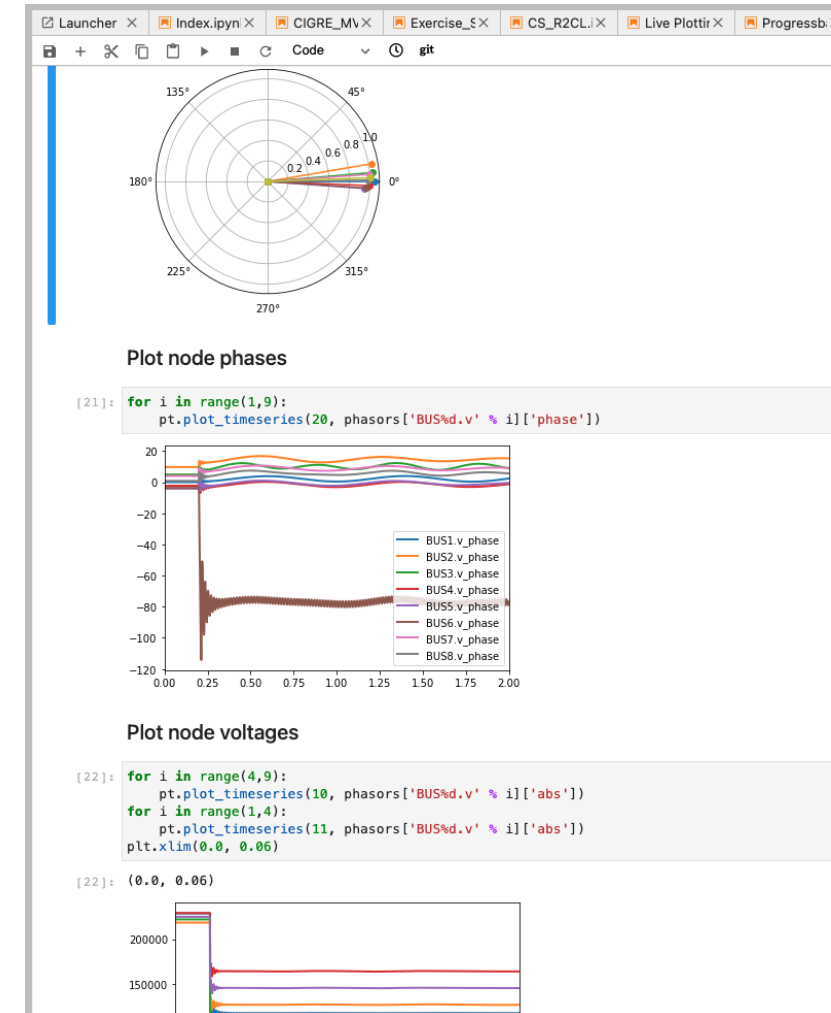 Launcher
Index.ipyn
CIGRE_MV
Exercise_S
CS_R2CL.i
Live Plottin
Progressba
Code
git
135°
45°
1.0
0.8
0.6
0.4
0.2
180°
0°
225°
315°
270°
Plot node phases
[21]: for i in range(1,9):
    pt.plot_timeseries(20, phasors['BUS%d.v' % i]['phase'])
20
0
−20
−40
−60
−80
−100
−120
BUS1.v_phase
BUS2.v_phase
BUS3.v_phase
BUS4.v_phase
BUS5.v_phase
BUS6.v_phase
BUS7.v_phase
BUS8.v_phase
0.00 0.25 0.50 0.75 1.00 1.25 1.50 1.75 2.00
Plot node voltages
[22]: for i in range(4,9):
    pt.plot_timeseries(10, phasors['BUS%d.v' % i]['abs'])
for i in range(1,4):
    pt.plot_timeseries(11, phasors['BUS%d.v' % i]['abs'])
plt.xlim(0.0, 0.06)
[22]: (0.0, 0.06)
200000
150000